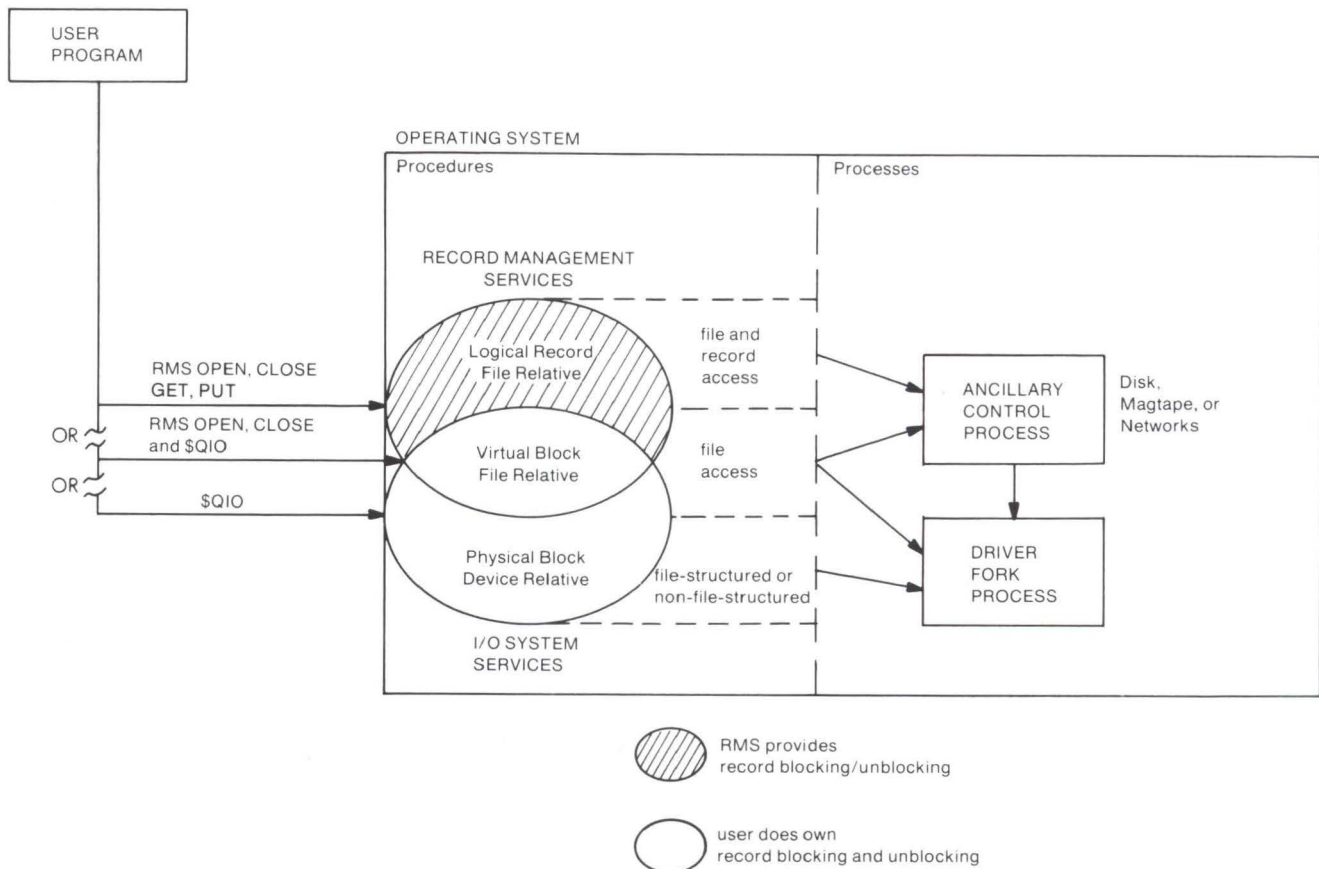 USER
PROGRAM
OPERATING SYSTEM
Procedures
Processes
RECORD MANAGEMENT
SERVICES
Logical Record
File Relative
file and
record
access
RMS OPEN, CLOSE
GET, PUT
ANCILLARY
CONTROL
PROCESS
Disk,
Magtape, or
Networks
OR
RMS OPEN, CLOSE
and $QIO
Virtual Block
File Relative
file
access
OR
$QIO
Physical Block
Device Relative
file-structured or
non-file-structured
DRIVER
FORK
PROCESS
I/O SYSTEM
SERVICES
RMS provides
record blocking/unblocking
user does own
record blocking and unblocking